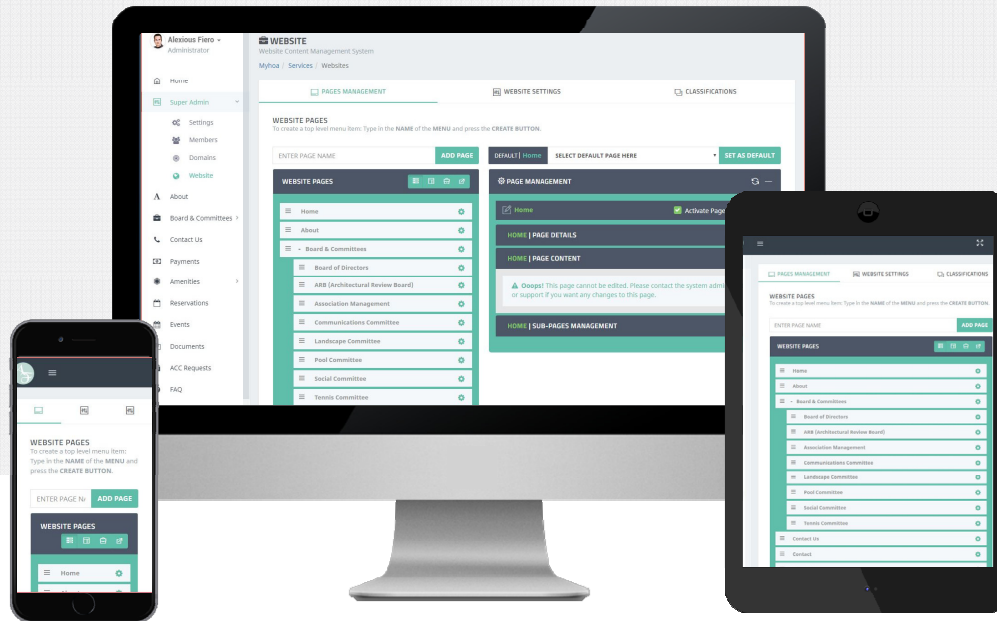 Alexious Fiero
Administrator
Home
Super Admin
Settings
Members
Domains
Website
About
Board & Committees
Contact Us
Payments
Amenities
Reservations
Events
Documents
ACC Requests
FAQ
WEBSITE
Website Content Management System
Myhoa / Services / Websites
PAGES MANAGEMENT
WEBSITE SETTINGS
CLASSIFICATIONS
WEBSITE PAGES
To create a top level menu item: Type in the NAME of the MENU and press the CREATE BUTTON.
ENTER PAGE NAME
ADD PAGE
DEFAULT| Home
SELECT DEFAULT PAGE HERE
SET AS DEFAULT
WEBSITE PAGES
Home
About
- Board & Committees
Board of Directors
ARB (Architectural Review Board)
Association Management
Communications Committee
Landscape Committee
Pool Committee
Social Committee
Tennis Committee
PAGE MANAGEMENT
Home
Activate Page
HOME | PAGE DETAILS
HOME | PAGE CONTENT
Ooops! This page cannot be edited. Please contact the system admi
or support if you want any changes to this page.
HOME | SUB-PAGES MANAGEMENT
WEBSITE PAGES
To create a top level menu item:
Type in the NAME of the MENU and
press the CREATE BUTTON.
ENTER PAGE NA
ADD PAGE
WEBSITE PAGES
Home
PAGES MANAGEMENT
WEBSITE SETTINGS
CLASSIFICATIONS
WEBSITE PAGES
To create a top level menu item: Type in the NAME of the MENU and press the CREATE BUTTON.
ENTER PAGE NAME
ADD PAGE
WEBSITE PAGES
Home
About
- Board & Committees
Board of Directors
ARB (Architectural Review Board)
Association Management
Communications Committee
Landscape Committee
Pool Committee
Social Committee
Tennis Committee
Contact Us
Contact